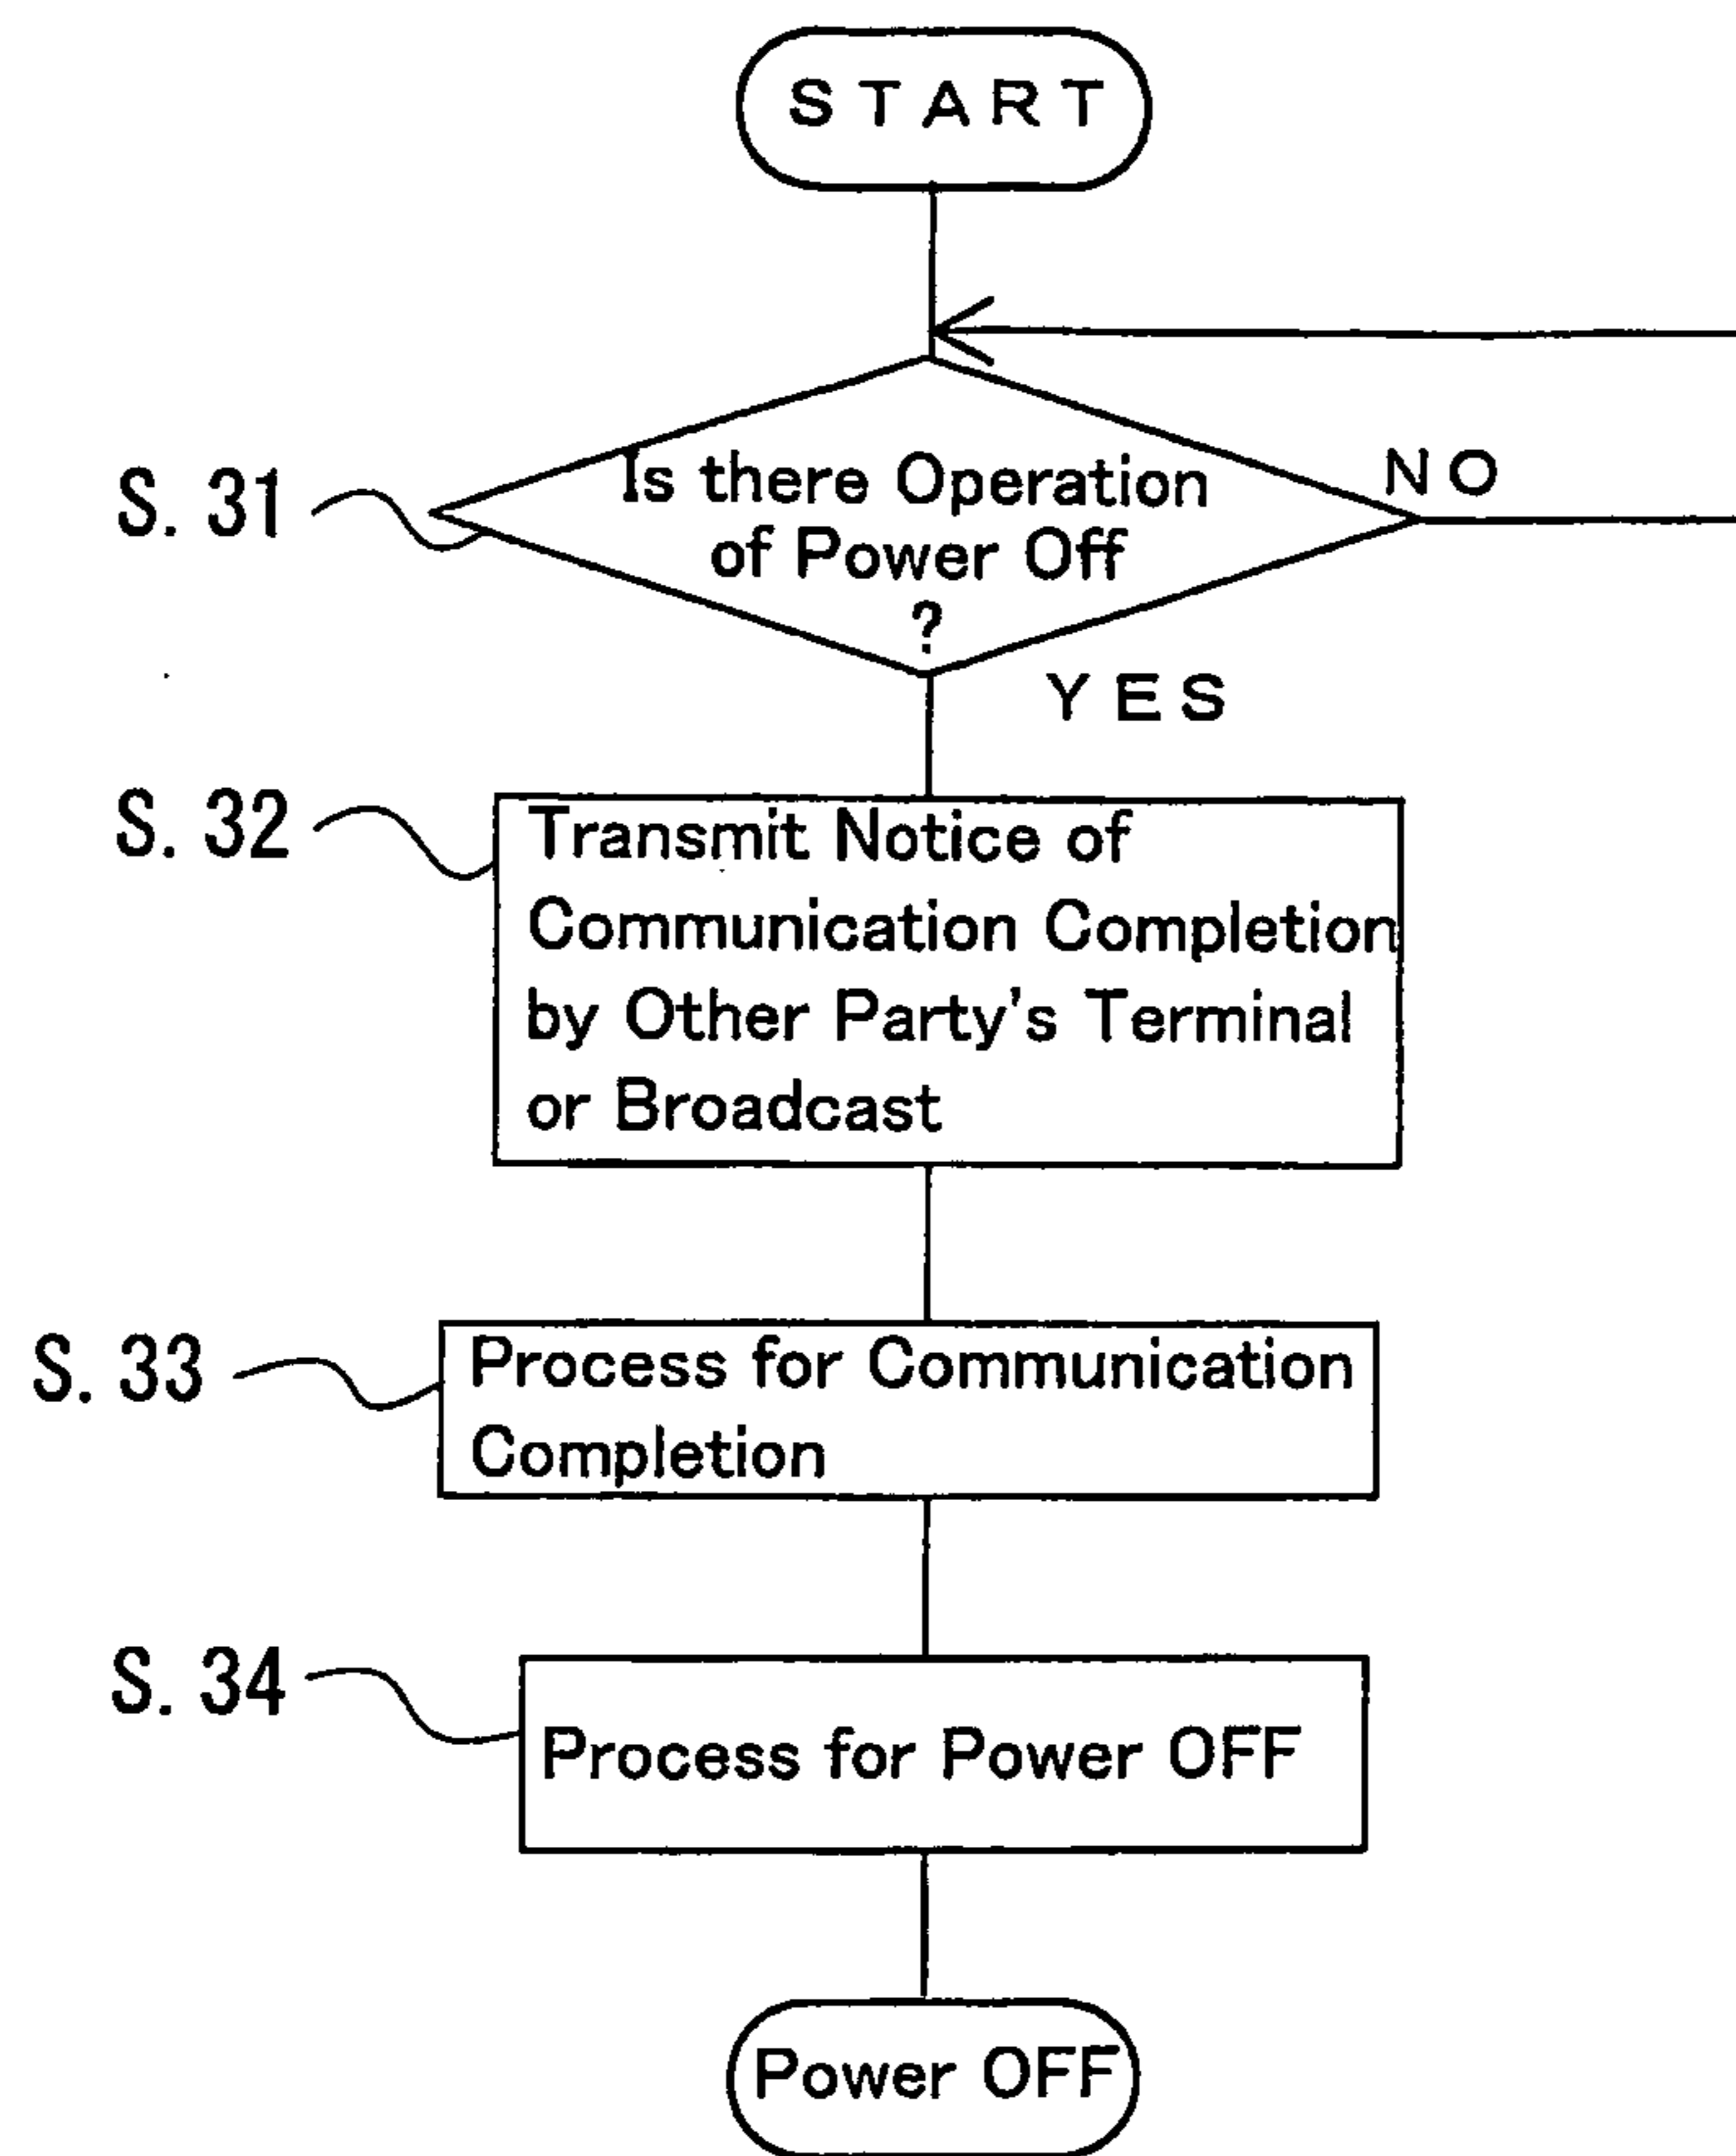 START
S. 31
Is there Operation
of Power Off
?
NO
YES
S. 32
Transmit Notice of
Communication Completion
by Other Party's Terminal
or Broadcast
S. 33
Process for Communication
Completion
S. 34
Process for Power OFF
Power OFF